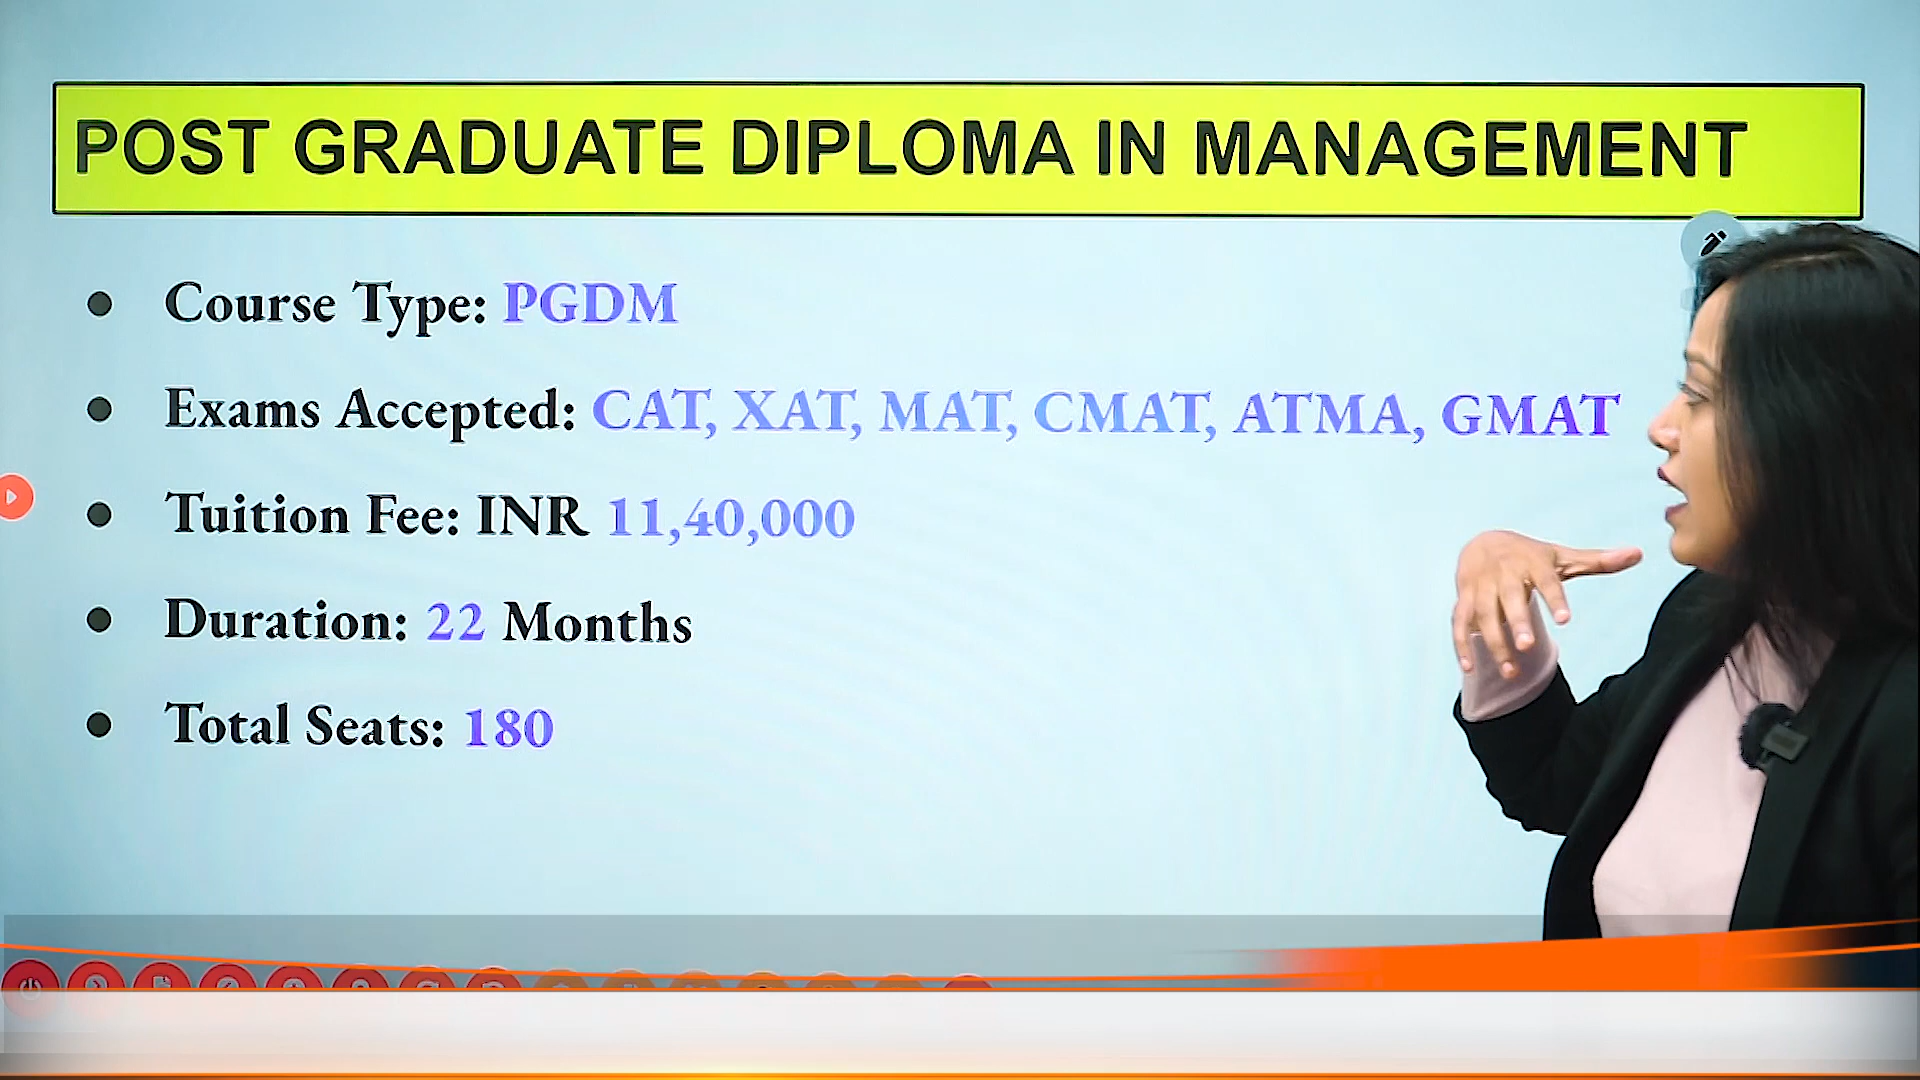 POST GRADUATE DIPLOMA IN MANAGEMENT
• Course Type: PGDM
• Exams Accepted: CAT, XAT, MAT, CMAT, ATMA, GMAT
• Tuition Fee: INR 11,40,000
• Duration: 22 Months
• Total Seats: 180